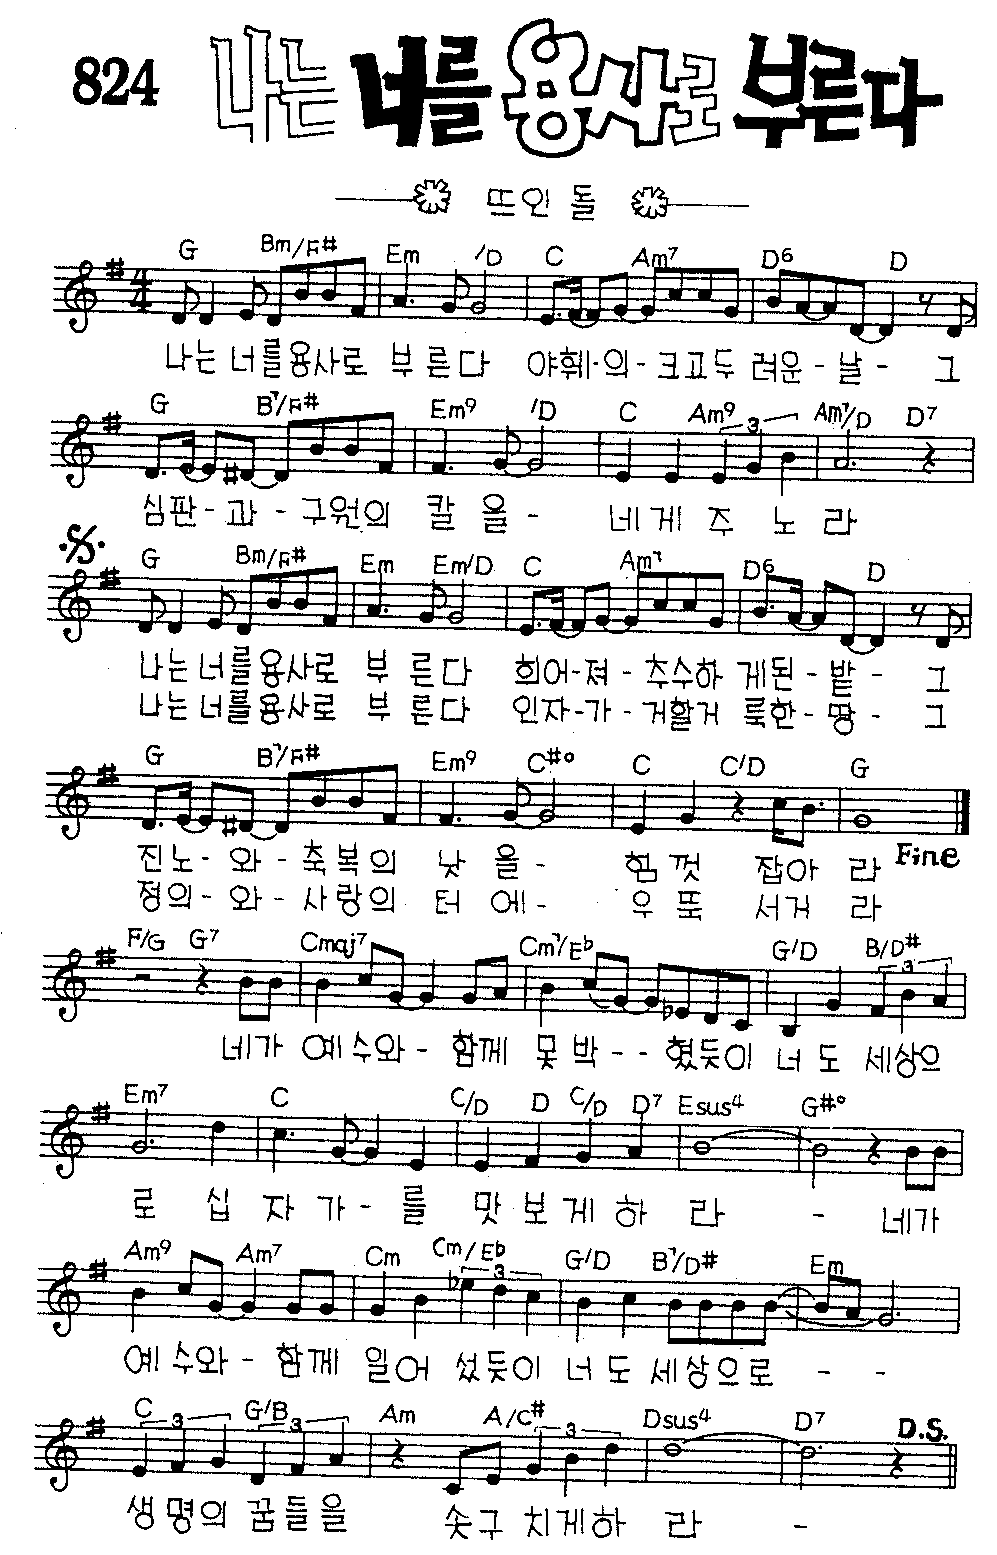 824 나는 너를 용사로 부른다
뜨인돌
G Bm/F# Em /D C Am7 D6 D
나는 너를용사로 부른다 야훼-의-크고두 려운-날- 그
G B7/F# Em9 /D C Am9 3 Am7/D D7
심판-과-구원의 칼을- 네게 주노라
G Bm/F# Em Em/D C Am7 D6 D
나는 너를용사로 부른다 희어-져-추수하 게된-밭- 그
나는 너를용사로 부른다 인자-가-거할거 룩한-땅- 그
G B7/F# Em9 C#° C C/D G
진노-와-축복의 낫을- 힘껏 잡아라 Fine
정의-와-사랑의 터에- 우뚝 서거라
F/G G7 Cmaj7 Cm7/Eb G/D B/D# 3
네가 예수와-함께 못박--혔듯이 너도 세상으
Em7 C C/D D C/D D7 Esus4 G#°
로 십자가-를 맛보게하라 - 네가
Am9 Am7 Cm Cm/Eb 3 G/D B7/D# Em
예수와-함께 일어 섰듯이 너도 세상으로 - -
C 3 G/B 3 Am A/C# 3 Dsus4 D7 D.S.
생명의 꿈들을 솟구치게하라 -